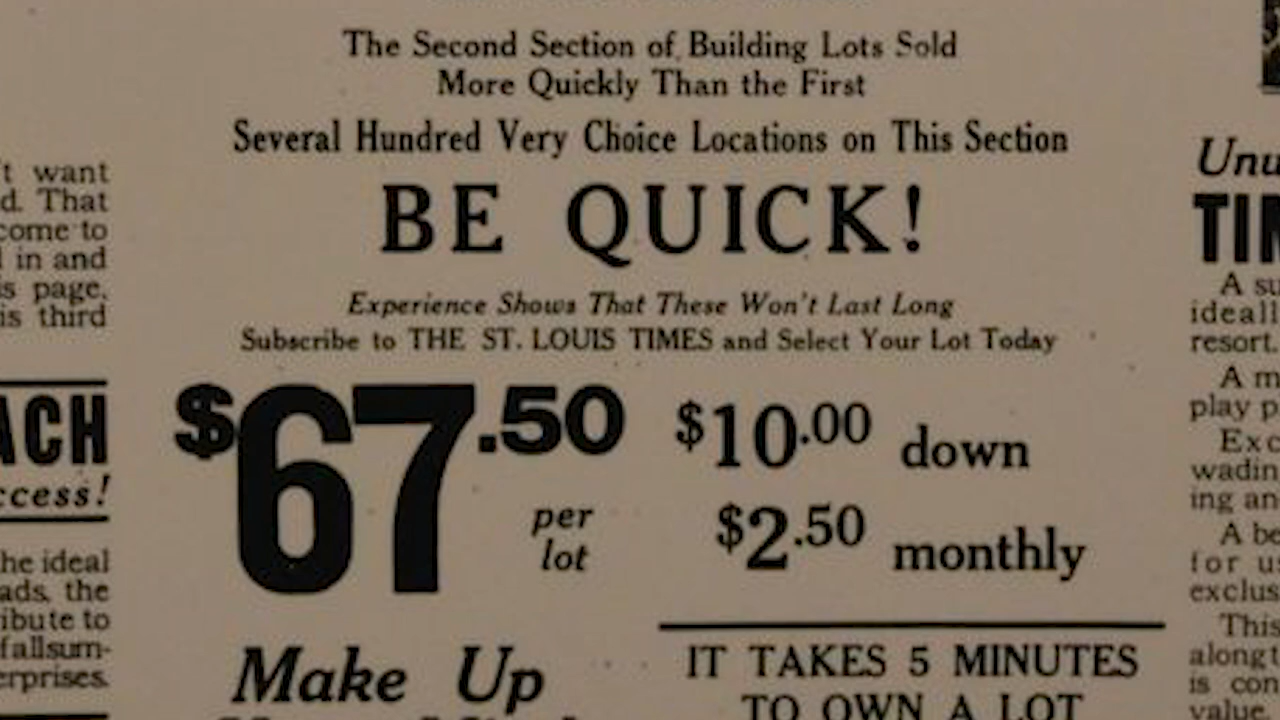 The Second Section of Building Lots Sold
More Quickly Than the First
Several Hundred Very Choice Locations on This Section
BE QUICK!
Experience Shows That These Won't Last Long
Subscribe to THE ST. LOUIS TIMES and Select Your Lot Today
$67.50
per
lot
$10.00 down
$2.50 monthly
Make Up
IT TAKES 5 MINUTES
TO OWN A LOT
't want
d. That
come to
in and
s page,
is third
ACH
ccess!
he ideal
ads, the
ibute to
fallsum-
erprises.
Unu
TIM
A su
ideall
resort.
A m
play p
Exc
wadin
ing an
A be
for us
exclus
This
along t
is con
value.